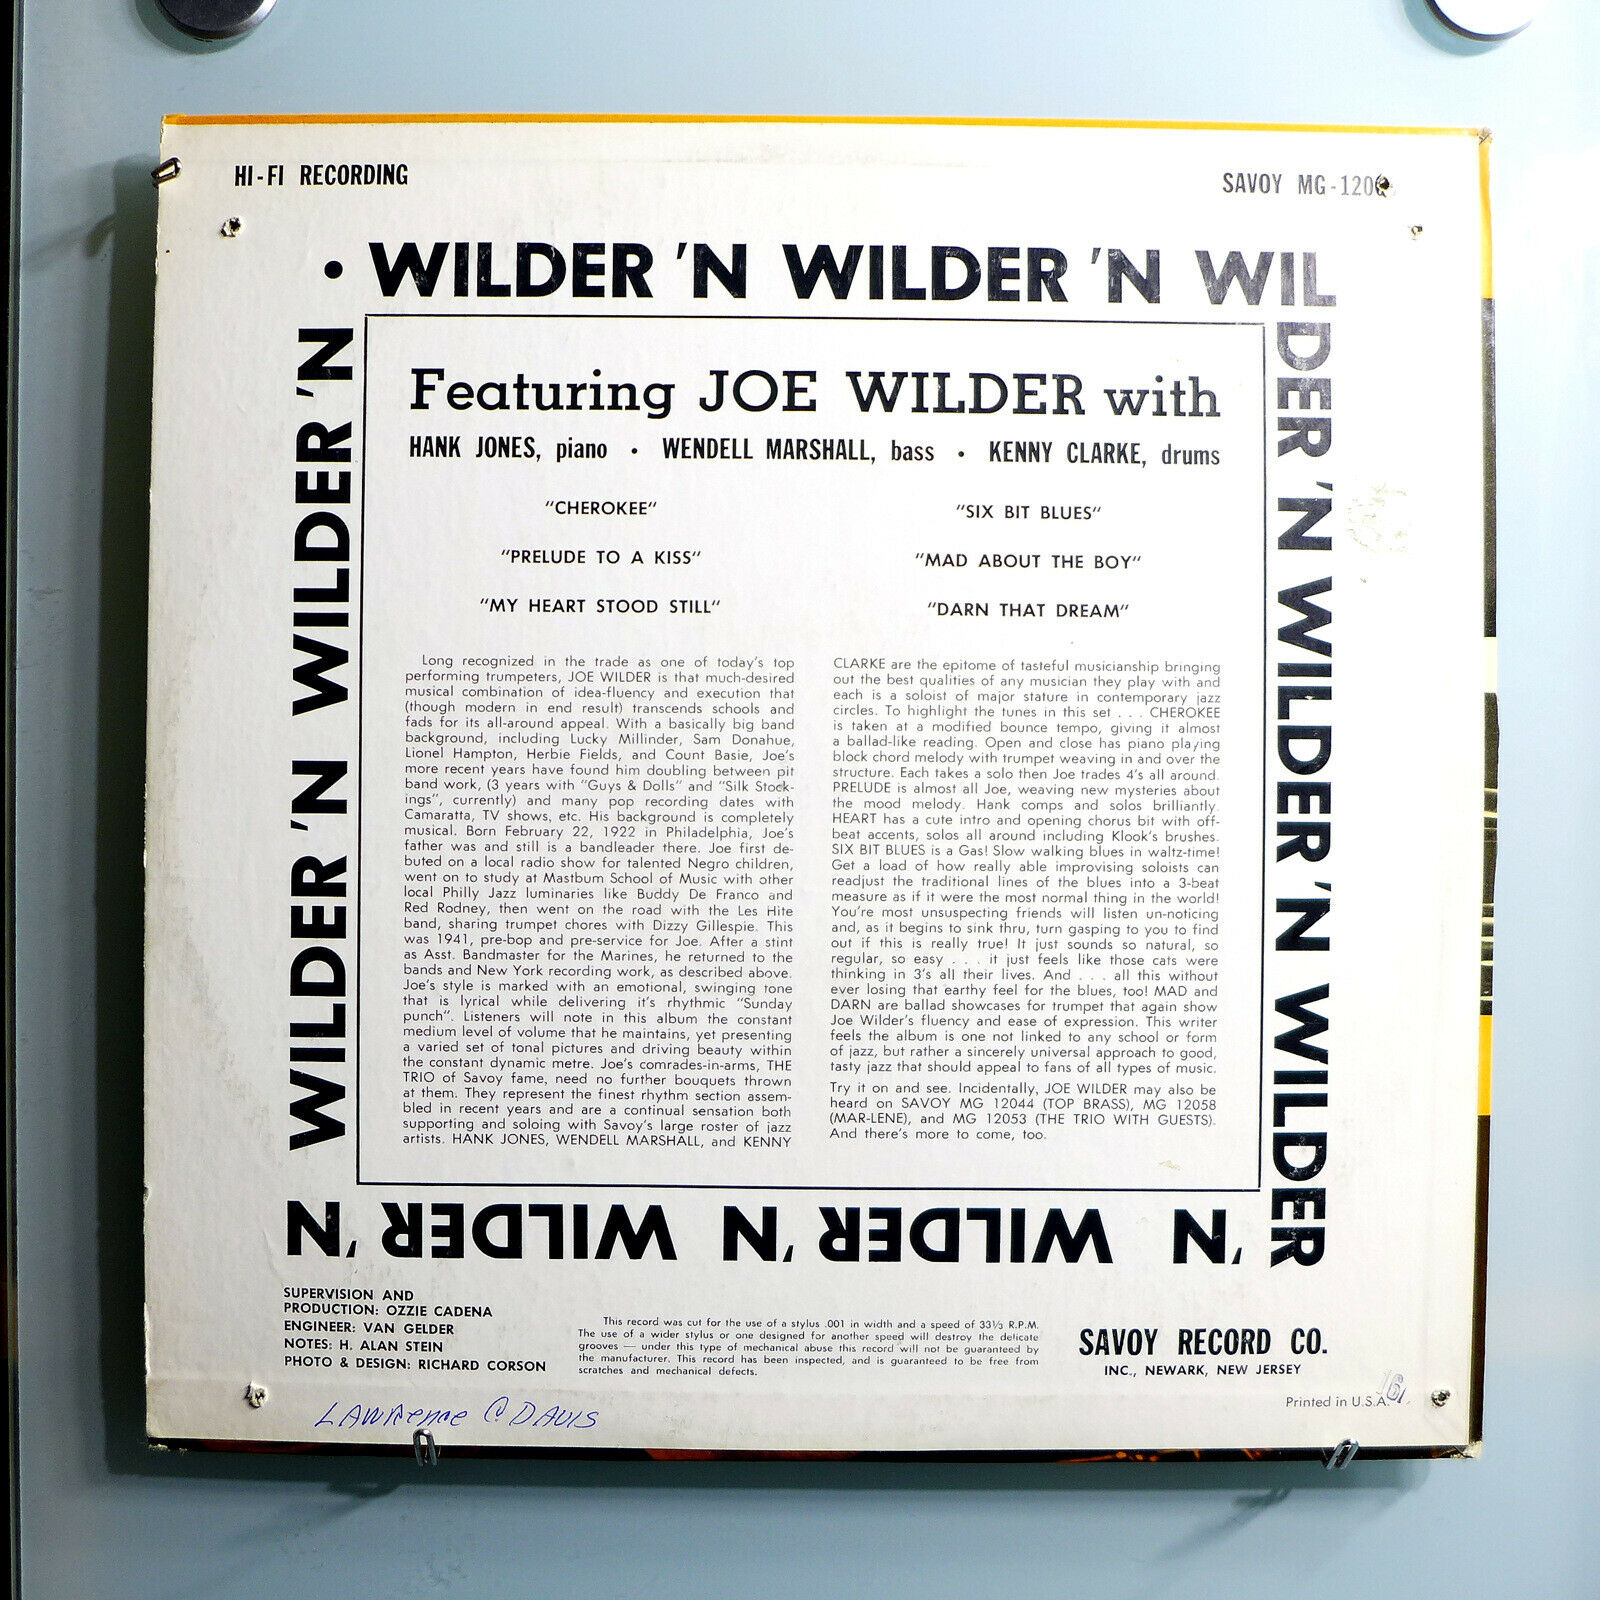 HI-FI RECORDING
SAVOY MG-120
• WILDER 'N WILDER 'N WIL
DER 'N WILDER 'N WILDER
'N WILDER 'N WILDER 'N
WILDER 'N WILDER 'N
Featuring JOE WILDER with
HANK JONES, piano • WENDELL MARSHALL, bass • KENNY CLARKE, drums
"CHEROKEE"
"PRELUDE TO A KISS"
"MY HEART STOOD STILL"
"SIX BIT BLUES"
"MAD ABOUT THE BOY"
"DARN THAT DREAM"
Long recognized in the trade as one of today's top
performing trumpeters, JOE WILDER is that much-desired
musical combination of idea-fluency and execution that
(though modern in end result) transcends schools and
fads for its all-around appeal. With a basically big band
background, including Lucky Millinder, Sam Donahue,
Lionel Hampton, Herbie Fields, and Count Basie, Joe's
more recent years have found him doubling between pit
band work, (3 years with "Guys & Dolls" and "Silk Stock-
ings", currently) and many pop recording dates with
Camaratta, TV shows, etc. His background is completely
musical. Born February 22, 1922 in Philadelphia, Joe's
father was and still is a bandleader there. Joe first de-
buted on a local radio show for talented Negro children,
went on to study at Mastbum School of Music with other
local Philly Jazz luminaries like Buddy De Franco and
Red Rodney, then went on the road with the Les Hite
band, sharing trumpet chores with Dizzy Gillespie. This
was 1941, pre-bop and pre-service for Joe. After a stint
as Asst. Bandmaster for the Marines, he returned to the
bands and New York recording work, as described above.
Joe's style is marked with an emotional, swinging tone
that is lyrical while delivering it's rhythmic "Sunday
punch". Listeners will note in this album the constant
medium level of volume that he maintains, yet presenting
a varied set of tonal pictures and driving beauty within
the constant dynamic metre. Joe's comrades-in-arms, THE
TRIO of Savoy fame, need no further bouquets thrown
at them. They represent the finest rhythm section assem-
bled in recent years and are a continual sensation both
supporting and soloing with Savoy's large roster of jazz
artists. HANK JONES, WENDELL MARSHALL, and KENNY
CLARKE are the epitome of tasteful musicianship bringing
out the best qualities of any musician they play with and
each is a soloist of major stature in contemporary jazz
circles. To highlight the tunes in this set . . . CHEROKEE
is taken at a modified bounce tempo, giving it almost
a ballad-like reading. Open and close has piano playing
block chord melody with trumpet weaving in and over the
structure. Each takes a solo then Joe trades 4's all around.
PRELUDE is almost all Joe, weaving new mysteries about
the mood melody. Hank comps and solos brilliantly.
HEART has a cute intro and opening chorus bit with off-
beat accents, solos all around including Klook's brushes.
SIX BIT BLUES is a Gas! Slow walking blues in waltz-time!
Get a load of how really able improvising soloists can
readjust the traditional lines of the blues into a 3-beat
measure as if it were the most normal thing in the world!
You're most unsuspecting friends will listen un-noticing
and, as it begins to sink thru, turn gasping to you to find
out if this is really true! It just sounds so natural, so
regular, so easy . . . it just feels like those cats were
thinking in 3's all their lives. And . . . all this without
ever losing that earthy feel for the blues, too! MAD and
DARN are ballad showcases for trumpet that again show
Joe Wilder's fluency and ease of expression. This writer
feels the album is one not linked to any school or form
of jazz, but rather a sincerely universal approach to good,
tasty jazz that should appeal to fans of all types of music.
Try it on and see. Incidentally, JOE WILDER may also be
heard on SAVOY MG 12044 (TOP BRASS), MG 12058
(MAR-LENE), and MG 12053 (THE TRIO WITH GUESTS).
And there's more to come, too.
SUPERVISION AND
PRODUCTION: OZZIE CADENA
ENGINEER: VAN GELDER
NOTES: H. ALAN STEIN
PHOTO & DESIGN: RICHARD CORSON
This record was cut for the use of a stylus .001 in width and a speed of 33⅓ R.P.M.
The use of a wider stylus or one designed for another speed will destroy the delicate
grooves — under this type of mechanical abuse this record will not be guaranteed by
the manufacturer. This record has been inspected, and is guaranteed to be free from
scratches and mechanical defects.
SAVOY RECORD CO.
INC., NEWARK, NEW JERSEY
Printed in U.S.A.
Lawrence C DAVIS